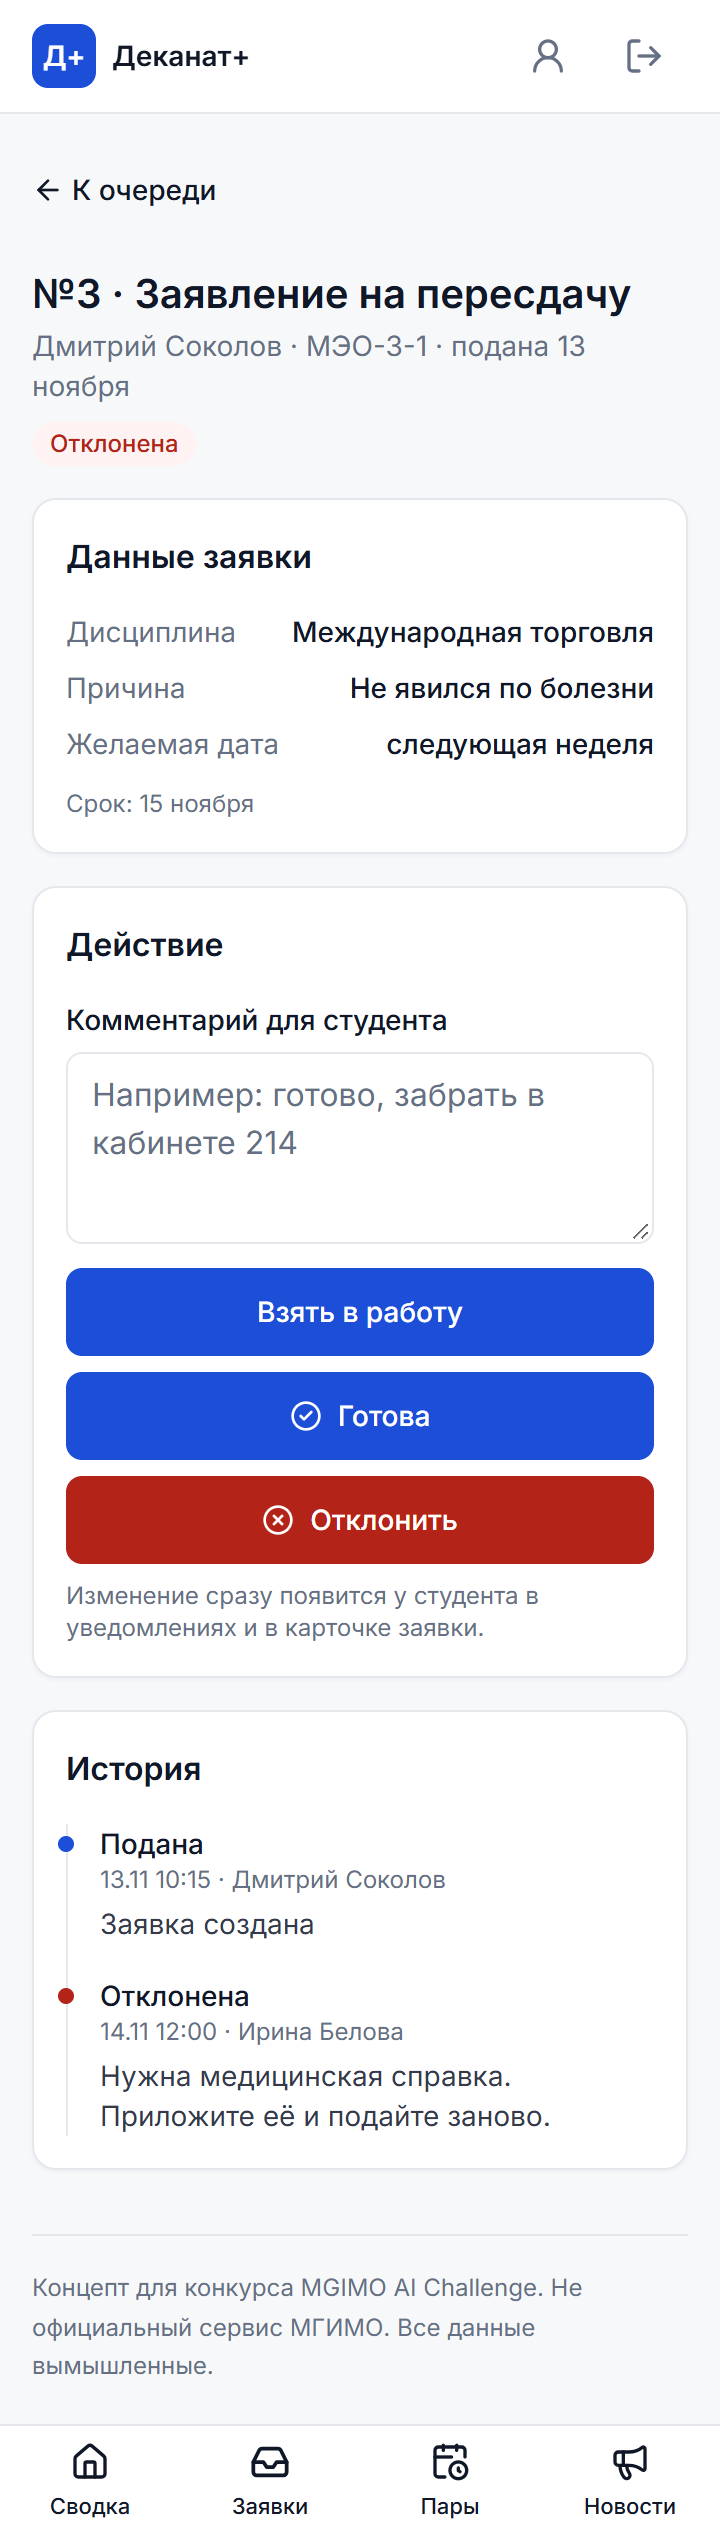 Д+ Деканат+
К очереди
№3 · Заявление на пересдачу
Дмитрий Соколов · МЭО-3-1 · подана 13
ноября
Отклонена
Данные заявки
Дисциплина Международная торговля
Причина Не явился по болезни
Желаемая дата следующая неделя
Срок: 15 ноября
Действие
Комментарий для студента
Например: готово, забрать в
кабинете 214
Взять в работу
Готова
Отклонить
Изменение сразу появится у студента в
уведомлениях и в карточке заявки.
История
Подана
13.11 10:15 · Дмитрий Соколов
Заявка создана
Отклонена
14.11 12:00 · Ирина Белова
Нужна медицинская справка.
Приложите её и подайте заново.
Концепт для конкурса MGIMO AI Challenge. Не
официальный сервис МГИМО. Все данные
вымышленные.
Сводка Заявки Пары Новости